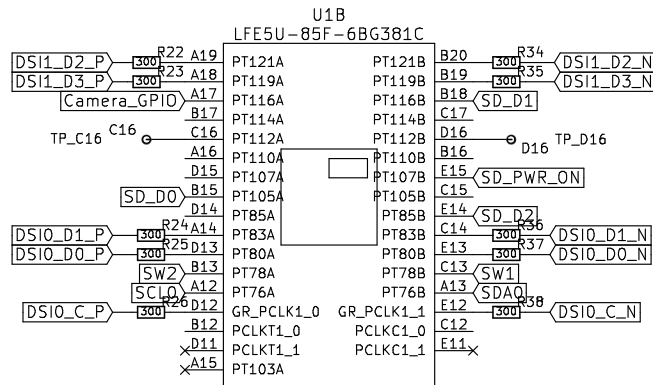 U1B
LFE5U-85F-6BG381C
DSI1_D2_P 300 R22 A19 PT121A PT121B B20 300 R34 DSI1_D2_N
DSI1_D3_P 300 R23 A18 PT119A PT119B B19 300 R35 DSI1_D3_N
Camera_GPIO A17 PT116A PT116B B18 SD_D1
B17 PT114A PT114B C17
TP_C16 C16 C16 PT112A PT112B D16 D16 TP_D16
A16 PT110A PT110B B16
D15 PT107A PT107B E15 SD_PWR_ON
SD_D0 B15 PT105A PT105B C15
D14 PT85A PT85B E14 SD_D2
DSI0_D1_P 300 R24 A14 PT83A PT83B C14 300 R36 DSI0_D1_N
DSI0_D0_P 300 R25 D13 PT80A PT80B E13 300 R37 DSI0_D0_N
SW2 B13 PT78A PT78B C13 SW1
SCL0 A12 PT76A PT76B A13 SDA0
DSI0_C_P 300 R26 D12 GR_PCLK1_0 GR_PCLK1_1 E12 300 R38 DSI0_C_N
B12 PCLKT1_0 PCLKC1_0 C12
D11 PCLKT1_1 PCLKC1_1 E11
A15 PT103A